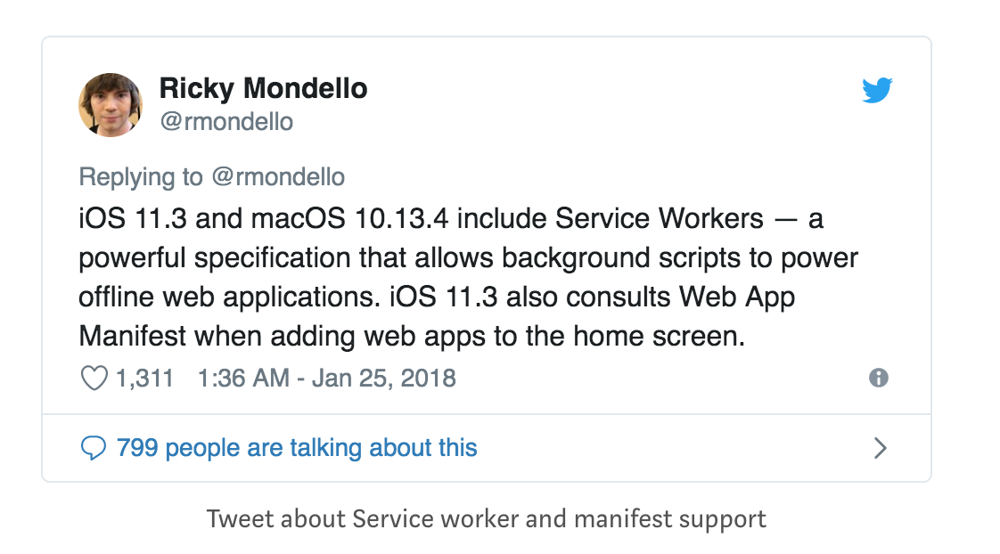 Ricky Mondello
@rmondello
Replying to @rmondello
iOS 11.3 and macOS 10.13.4 include Service Workers — a
powerful specification that allows background scripts to power
offline web applications. iOS 11.3 also consults Web App
Manifest when adding web apps to the home screen.
1,311 1:36 AM - Jan 25, 2018
799 people are talking about this
Tweet about Service worker and manifest support